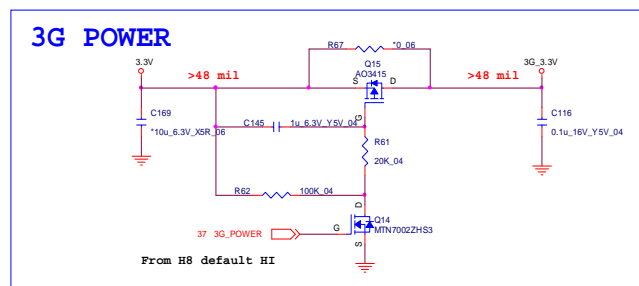 3G POWER
R67 *0_06
3.3V Q15 3G_3.3V
>48 mil AO3415 >48 mil
S D
C169 C116
*10u_6.3V_X5R_06 0.1u_16V_Y5V_04
C145 1u_6.3V_Y5V_04 G
R61
20K_04
R62 100K_04
D
Q14
MTN7002ZHS3
37 3G_POWER G
S
From H8 default HI